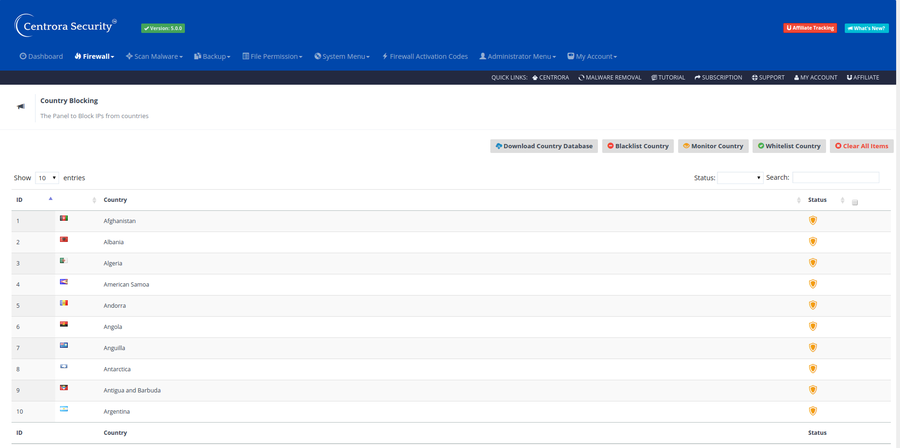 Centrora Security™
Version: 5.0.0
Affiliate Tracking
What's New?
Dashboard Firewall Scan Malware Backup File Permission System Menu Firewall Activation Codes Administrator Menu My Account
QUICK LINKS: CENTRORA MALWARE REMOVAL TUTORIAL SUBSCRIPTION SUPPORT MY ACCOUNT AFFILIATE
Country Blocking
The Panel to Block IPs from countries
Download Country Database Blacklist Country Monitor Country Whitelist Country Clear All Items
Show 10 entries Status: Search:
ID Country Status
1 Afghanistan
2 Albania
3 Algeria
4 American Samoa
5 Andorra
6 Angola
7 Anguilla
8 Antarctica
9 Antigua and Barbuda
10 Argentina
ID Country Status